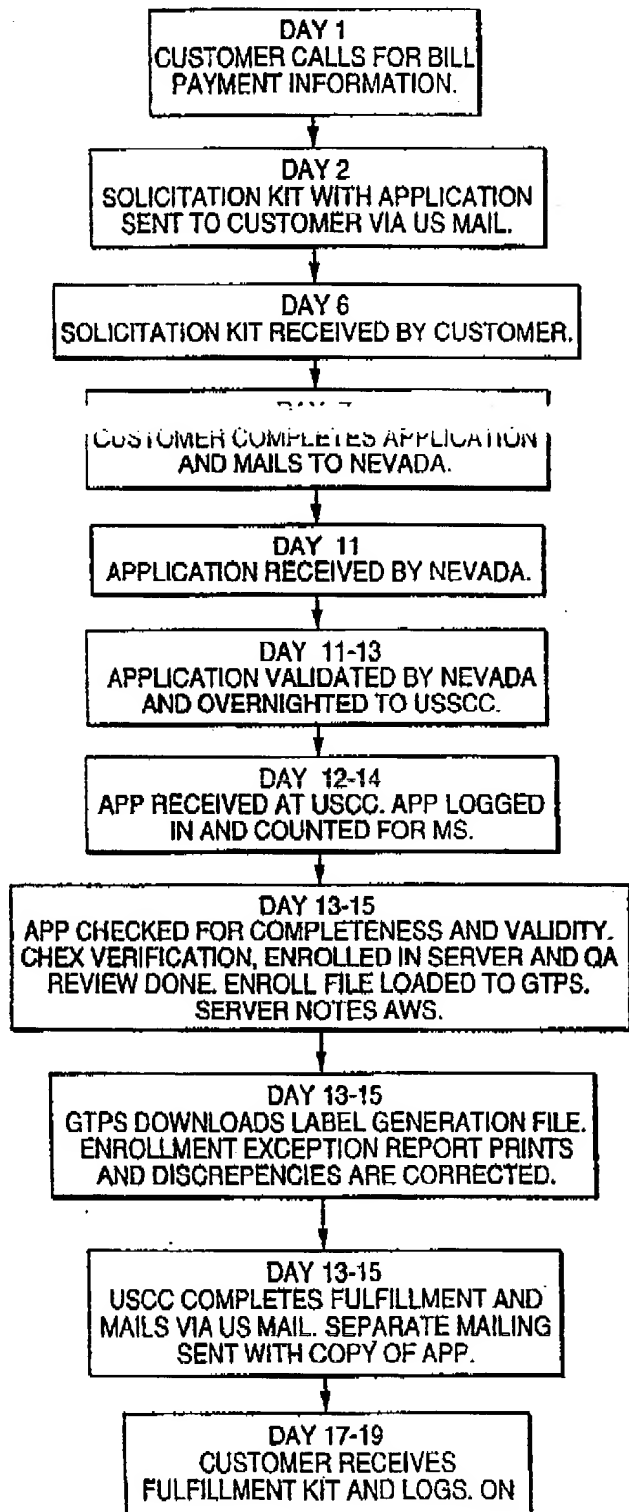 DAY 1
CUSTOMER CALLS FOR BILL
PAYMENT INFORMATION.
DAY 2
SOLICITATION KIT WITH APPLICATION
SENT TO CUSTOMER VIA US MAIL.
DAY 6
SOLICITATION KIT RECEIVED BY CUSTOMER.
CUSTOMER COMPLETES APPLICATION
AND MAILS TO NEVADA.
DAY 11
APPLICATION RECEIVED BY NEVADA.
DAY 11-13
APPLICATION VALIDATED BY NEVADA
AND OVERNIGHTED TO USSCC.
DAY 12-14
APP RECEIVED AT USCC. APP LOGGED
IN AND COUNTED FOR MS.
DAY 13-15
APP CHECKED FOR COMPLETENESS AND VALIDITY.
CHEX VERIFICATION, ENROLLED IN SERVER AND QA
REVIEW DONE. ENROLL FILE LOADED TO GTPS.
SERVER NOTES AWS.
DAY 13-15
GTPS DOWNLOADS LABEL GENERATION FILE.
ENROLLMENT EXCEPTION REPORT PRINTS
AND DISCREPENCIES ARE CORRECTED.
DAY 13-15
USCC COMPLETES FULFILLMENT AND
MAILS VIA US MAIL. SEPARATE MAILING
SENT WITH COPY OF APP.
DAY 17-19
CUSTOMER RECEIVES
FULFILLMENT KIT AND LOGS. ON